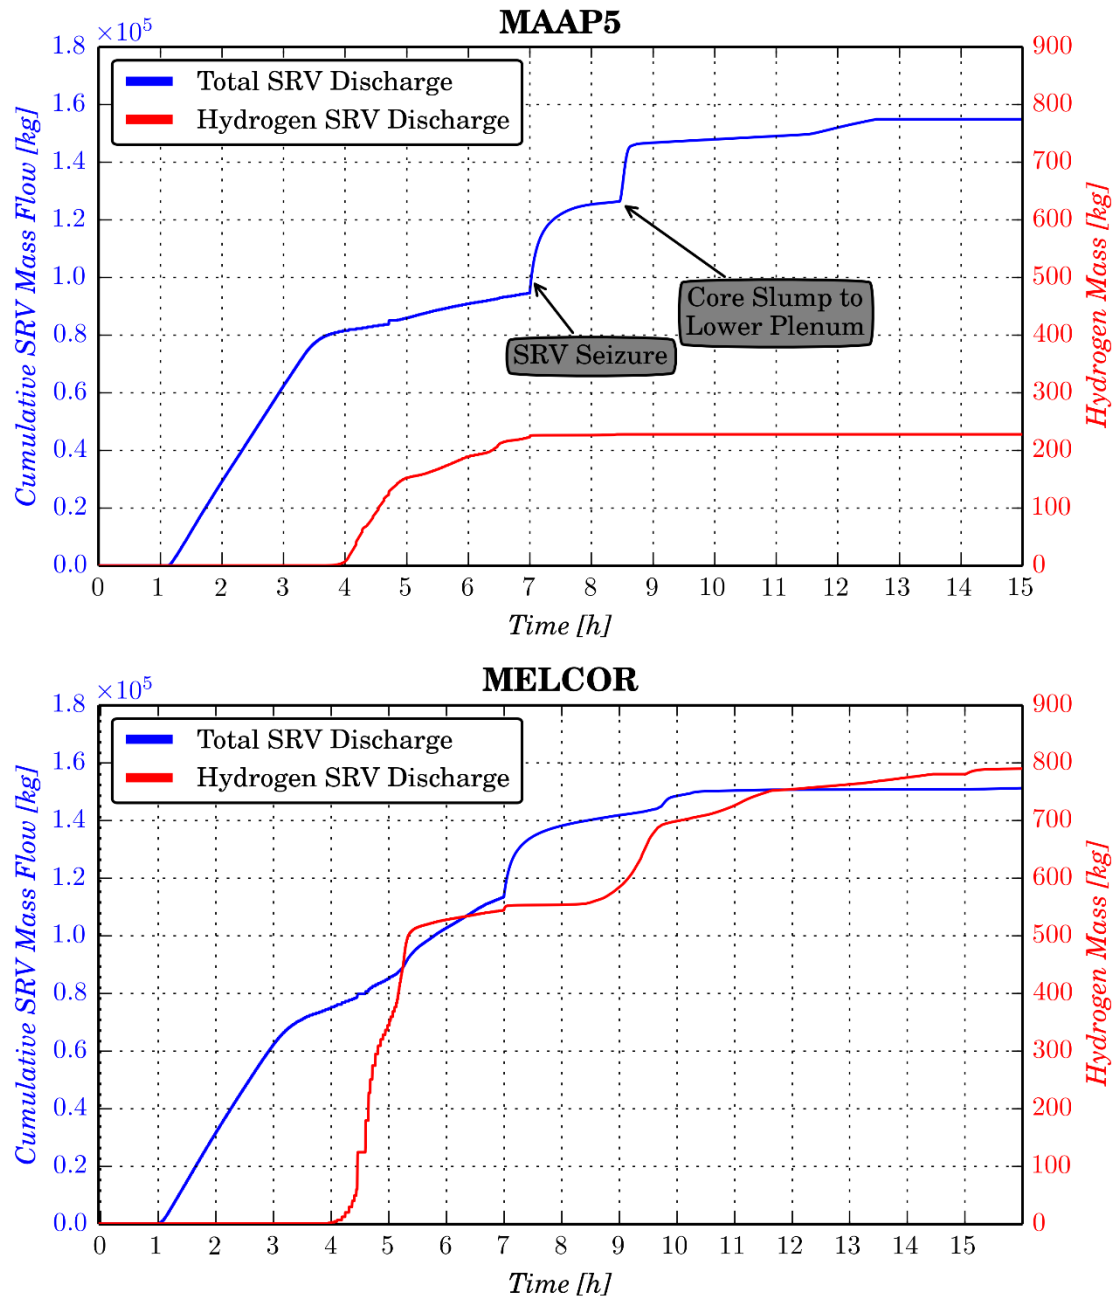 MAAP5
×10⁵
Total SRV Discharge
Hydrogen SRV Discharge
1.8
1.6
1.4
1.2
1.0
0.8
0.6
0.4
0.2
0.0
Cumulative SRV Mass Flow [kg]
900
800
700
600
500
400
300
200
100
0
Hydrogen Mass [kg]
Core Slump to
Lower Plenum
SRV Seizure
0 1 2 3 4 5 6 7 8 9 10 11 12 13 14 15
Time [h]
MELCOR
×10⁵
Total SRV Discharge
Hydrogen SRV Discharge
1.8
1.6
1.4
1.2
1.0
0.8
0.6
0.4
0.2
0.0
Cumulative SRV Mass Flow [kg]
900
800
700
600
500
400
300
200
100
0
Hydrogen Mass [kg]
0 1 2 3 4 5 6 7 8 9 10 11 12 13 14 15
Time [h]